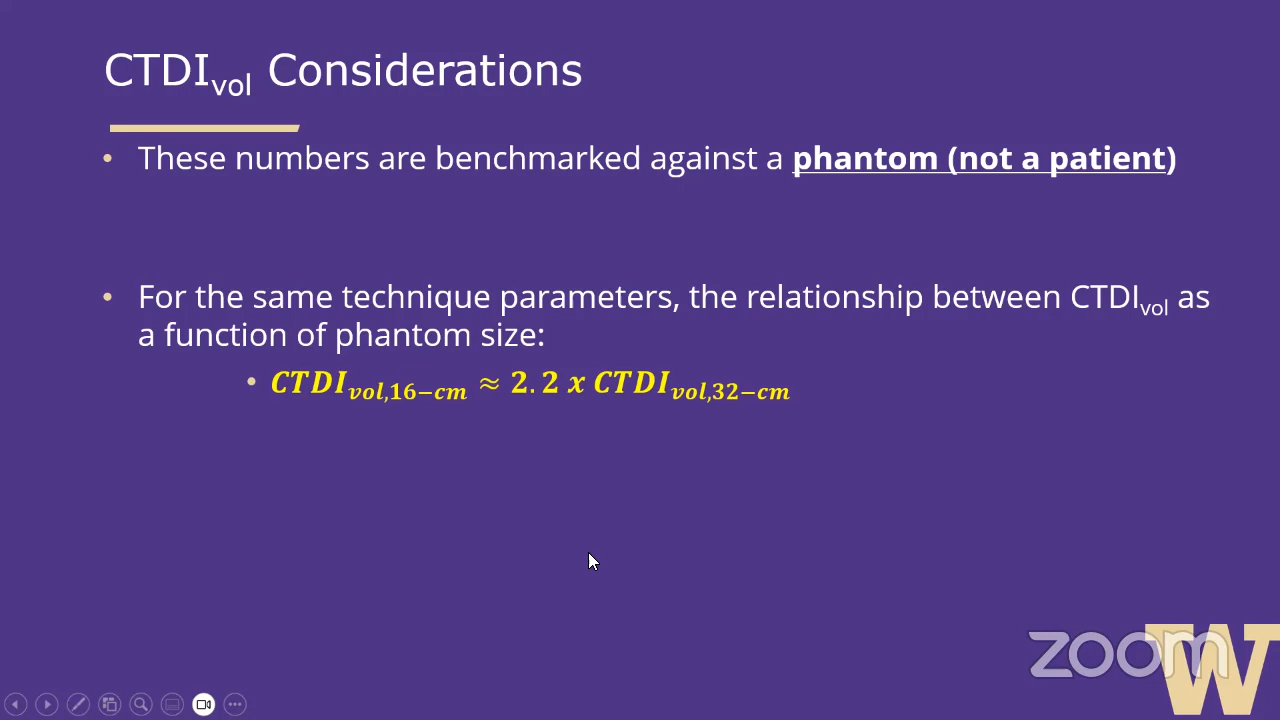 CTDIvol Considerations
• These numbers are benchmarked against a phantom (not a patient)
• For the same technique parameters, the relationship between CTDIvol as
a function of phantom size:
• CTDIvol,16−cm ≈ 2.2 x CTDIvol,32−cm
zoom
W